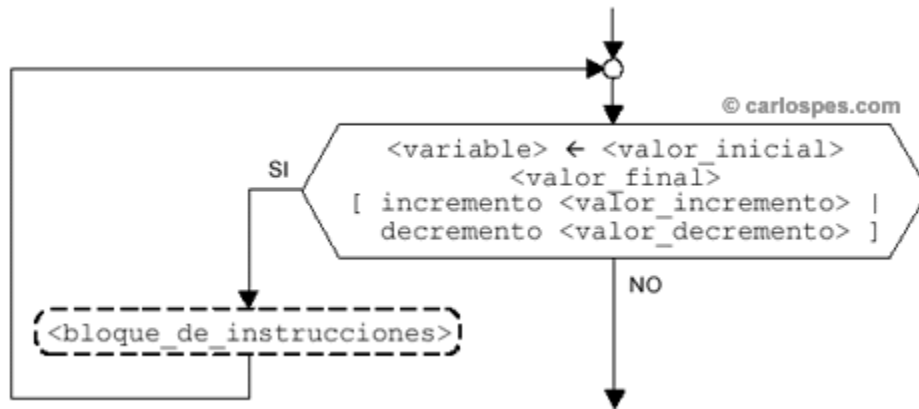 © carlospes.com
<variable> ← <valor_inicial>
SI
<valor_final>
[ incremento <valor_incremento> |
decremento <valor_decremento> ]
NO
<bloque_de_instrucciones>